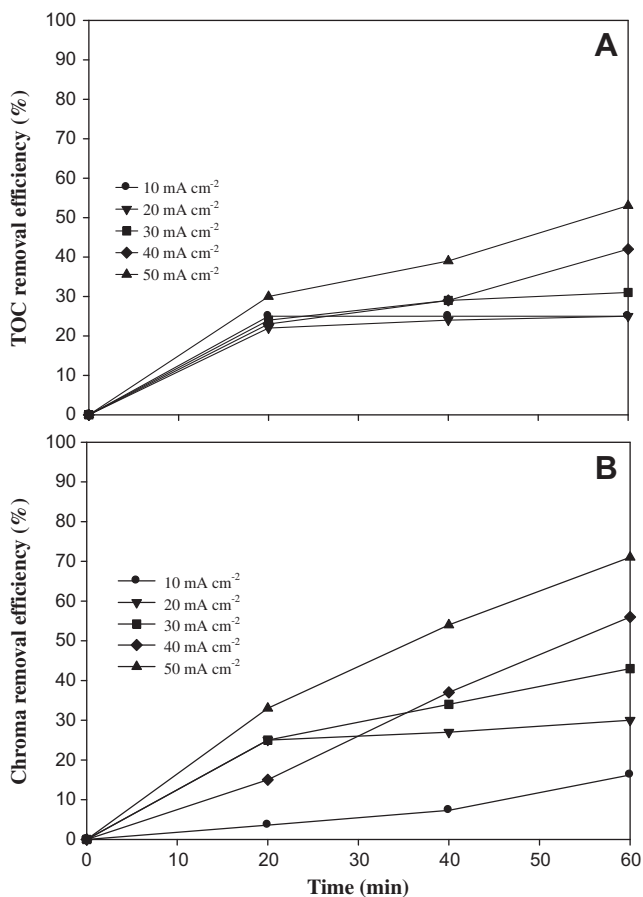 A
100
90
80
70
60
50
40
30
20
10
0
TOC removal efficiency (%)
10 mA cm⁻²
20 mA cm⁻²
30 mA cm⁻²
40 mA cm⁻²
50 mA cm⁻²
B
100
90
80
70
60
50
40
30
20
10
0
Chroma removal efficiency (%)
10 mA cm⁻²
20 mA cm⁻²
30 mA cm⁻²
40 mA cm⁻²
50 mA cm⁻²
0 10 20 30 40 50 60
Time (min)